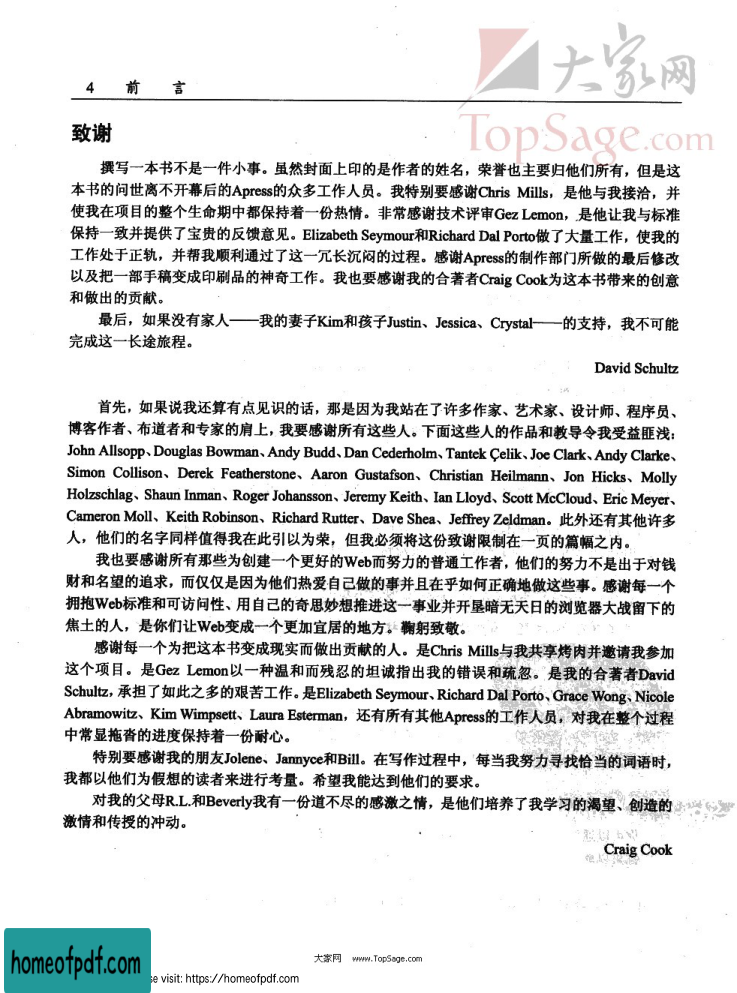 大家网
TopSage.com
4 前 言
致谢
撰写一本书不是一件小事。虽然封面上印的是作者的姓名，荣誉也主要归他们所有，但是这
本书的问世离不开幕后的Apress的众多工作人员。我特别要感谢Chris Mills，是他与我接洽，并
使我在项目的整个生命期中都保持着一份热情。非常感谢技术评审Gez Lemon，是他让我与标准
保持一致并提供了宝贵的反馈意见。Elizabeth Seymour和Richard Dal Porto做了大量工作，使我的
工作处于正轨，并帮我顺利通过了这一冗长沉闷的过程。感谢Apress的制作部门所做的最后修改
以及把一部手稿变成印刷品的神奇工作。我也要感谢我的合著者Craig Cook为这本书带来的创意
和做出的贡献。
最后，如果没有家人——我的妻子Kim和孩子Justin、Jessica、Crystal——的支持，我不可能
完成这一长途旅程。
David Schultz
首先，如果说我还算有点见识的话，那是因为我站在了许多作家、艺术家、设计师、程序员、
博客作者、布道者和专家的肩上，我要感谢所有这些人。下面这些人的作品和教导令我受益匪浅：
John Allsopp、Douglas Bowman、Andy Budd、Dan Cederholm、Tantek Çelik、Joe Clark、Andy Clarke、
Simon Collison、Derek Featherstone、Aaron Gustafson、Christian Heilmann、Jon Hicks、Molly
Holzschlag、Shaun Inman、Roger Johansson、Jeremy Keith、Ian Lloyd、Scott McCloud、Eric Meyer、
Cameron Moll、Keith Robinson、Richard Rutter、Dave Shea、Jeffrey Zeldman。此外还有其他许多
人，他们的名字同样值得我在此引以为荣，但我必须将这份致谢限制在一页的篇幅之内。
我也要感谢所有那些为创建一个更好的Web而努力的普通工作者，他们的努力不是出于对钱
财和名望的追求，而仅仅是因为他们热爱自己做的事并且在乎如何正确地做这些事。感谢每一个
拥抱Web标准和可访问性、用自己的奇思妙想推进这一事业并开垦暗无天日的浏览器大战留下的
焦土的人，是你们让Web变成一个更加宜居的地方。鞠躬致敬。
感谢每一个为把这本书变成现实而做出贡献的人。是Chris Mills与我共享烤肉并邀请我参加
这个项目。是Gez Lemon以一种温和而残忍的坦诚指出我的错误和疏忽。是我的合著者David
Schultz，承担了如此之多的艰苦工作。是Elizabeth Seymour、Richard Dal Porto、Grace Wong、Nicole
Abramowitz、Kim Wimpsett、Laura Esterman，还有所有其他Apress的工作人员，对我在整个过程
中常显拖沓的进度保持着一份耐心。
特别要感谢我的朋友Jolene、Jannyce和Bill。在写作过程中，每当我努力寻找恰当的词语时，
我都以他们为假想的读者来进行考量。希望我能达到他们的要求。
对我的父母R.L.和Beverly我有一份道不尽的感激之情，是他们培养了我学习的渴望、创造的
激情和传授的冲动。
Craig Cook
大家网 www.TopSage.com
homeofpdf.com
se visit: https://homeofpdf.com